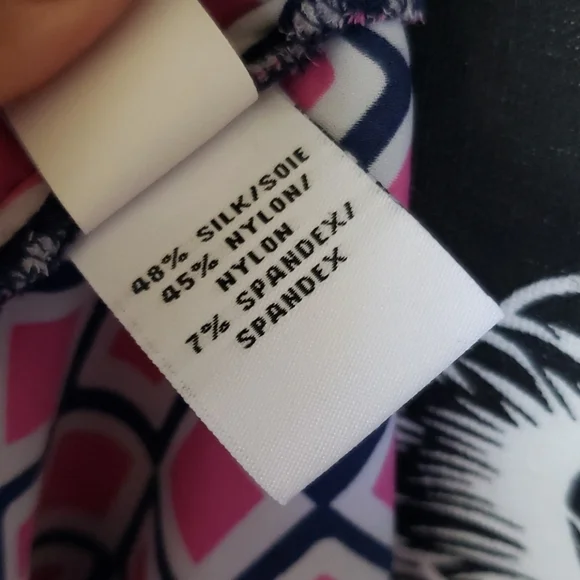 48% SILK/SOIE
45% NYLON/
NYLON
7% SPANDEX/
SPANDEX